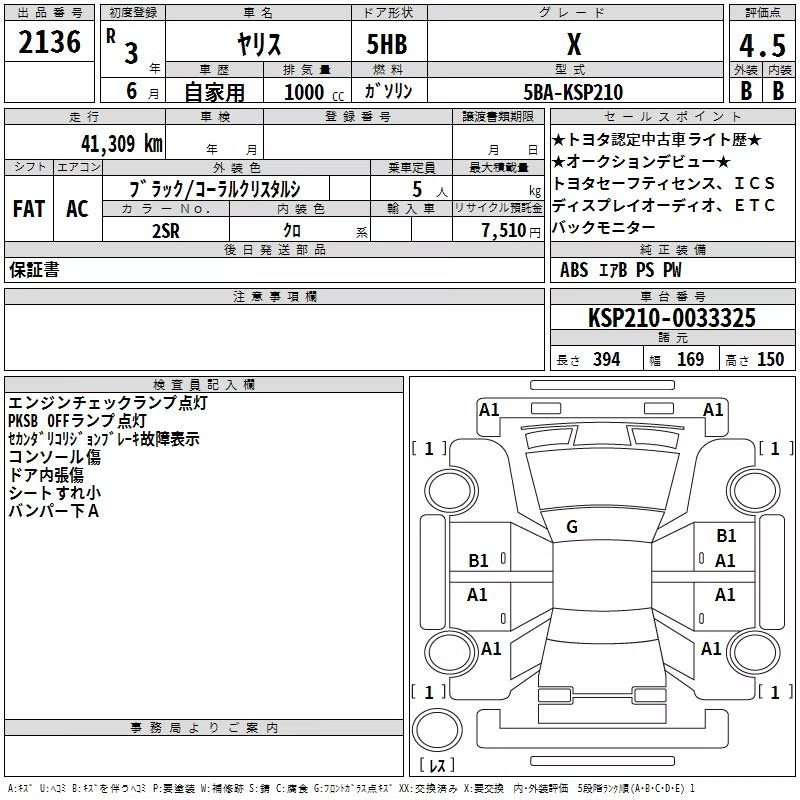 出品番号 初度登録 車名 ドア形状 グレード 評価点
2136 R 3 年 ヤリス 5HB X 4.5
車歴 排気量 燃料 型式 外装 内装
6 月 自家用 1000 CC ガソリン 5BA-KSP210 B B
走行 車検 登録番号 譲渡書類期限
41,309 km 年 月 月 日
シフト エアコン 外装色 乗車定員 最大積載量
FAT AC ブラック/コーラルクリスタルシ 5 人 kg
カラーNo. 内装色 輸入車 リサイクル預託金
2SR クロ 系 7,510 円
後日発送部品
保証書
セールスポイント
★トヨタ認定中古車ライト歴★
★オークションデビュー★
トヨタセーフティセンス、ICS
ディスプレイオーディオ、ETC
バックモニター
純正装備
ABS エアB PS PW
注意事項欄
車台番号
KSP210-0033325
諸元
長さ 394 幅 169 高さ 150
検査員記入欄
エンジンチェックランプ点灯
PKSB OFFランプ点灯
セカンダリコリジョンブレーキ故障表示
コンソール傷
ドア内張傷
シートすれ小
バンパー下A
事務局よりご案内
A1 A1
[ 1 ] [ 1 ]
G
B1
B1 A1
A1 A1
A1 A1
[ 1 ] [ 1 ]
[ レス ]
A:キズ U:ヘコミ B:キズを伴うヘコミ P:要塗装 W:補修跡 S:錆 C:腐食 G:フロントガラス点キズ XX:交換済み X:要交換 内・外装評価 5段階ランク順(A・B・C・D・E) 1